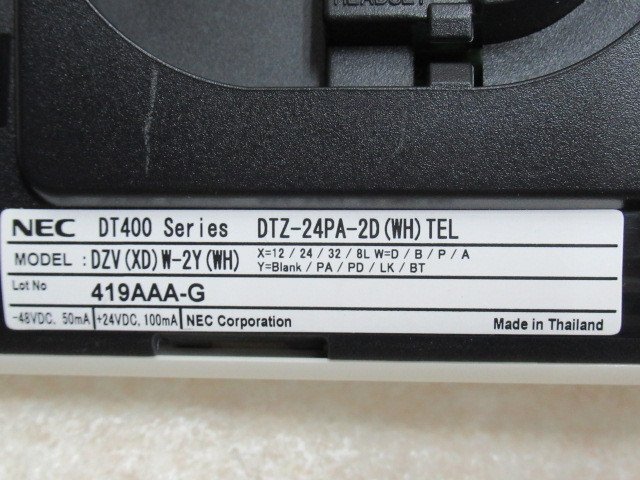 HEADSET
NEC DT400 Series DTZ-24PA-2D(WH)TEL
MODEL : DZV(XD)W-2Y(WH) X=12 / 24 / 32 / 8L W=D / B / P / A
Y=Blank / PA / PD / LK / BT
Lot No 419AAA-G
-48VDC, 50mA +24VDC, 100mA NEC Corporation Made in Thailand